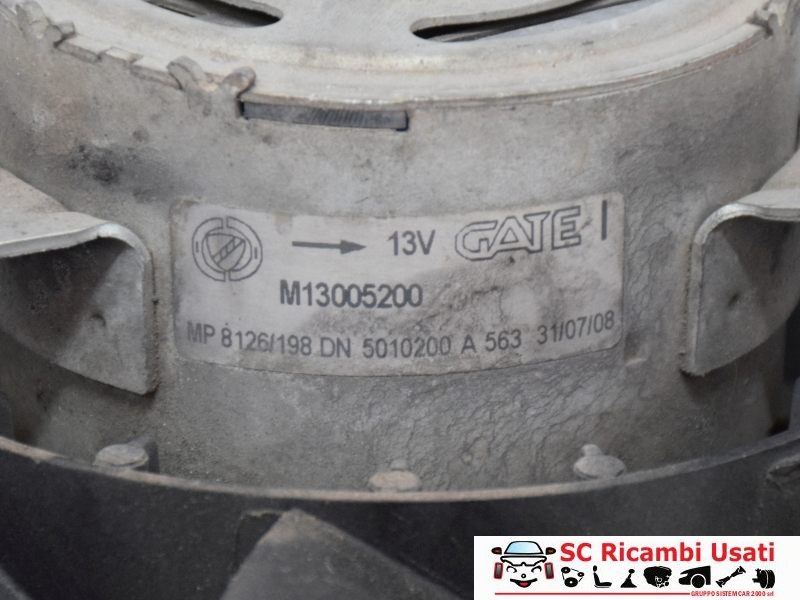 13V GATE I
M13005200
MP 8126/198 DN 5010200 A 563 31/07/08
SC Ricambi Usati
GRUPPO SISTEMCAR 2000 srl